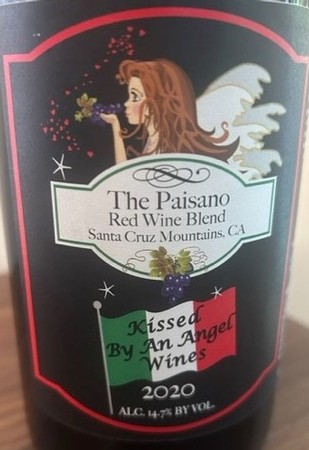 The Paisano
Red Wine Blend
Santa Cruz Mountains, CA
Kissed
By An Angel
Wines
2020
ALC. 14.7% BY VOL.